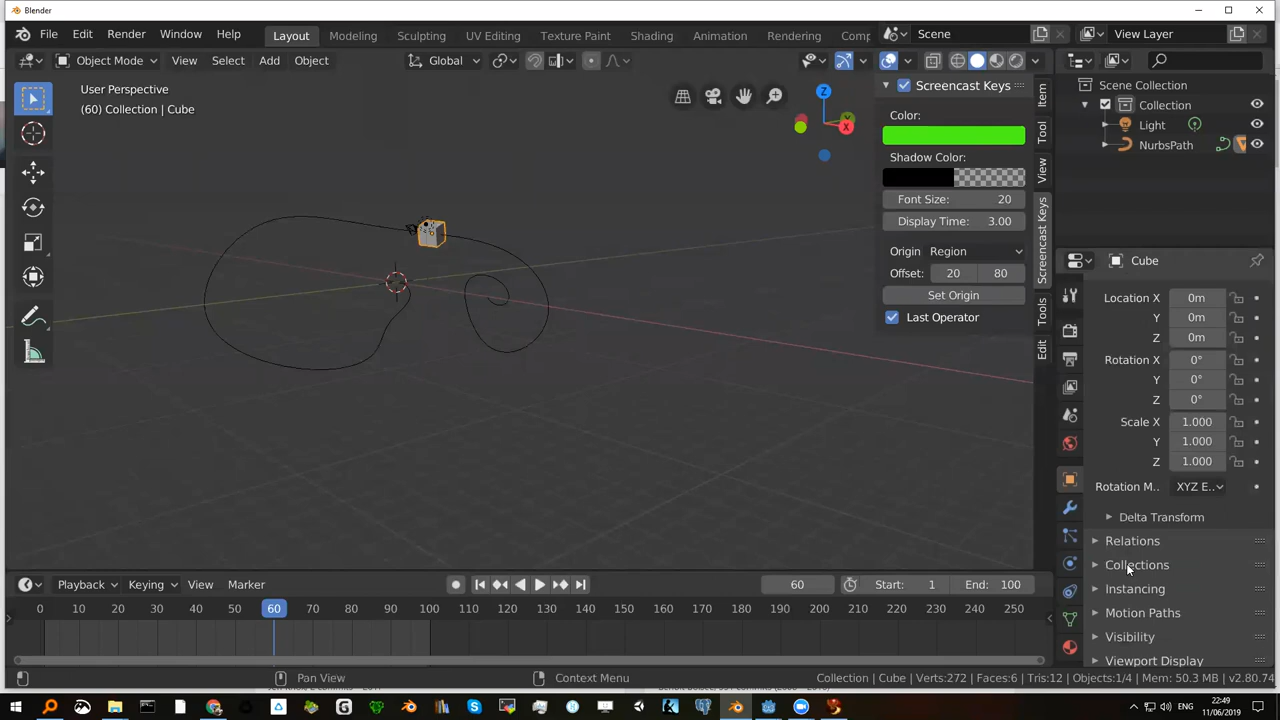 Blender
File Edit Render Window Help Layout Modeling Sculpting UV Editing Texture Paint Shading Animation Rendering Comp Scene View Layer
Object Mode View Select Add Object Global
User Perspective
(60) Collection | Cube
Z
Y
X
Screencast Keys
Color:
Shadow Color:
Font Size: 20
Display Time: 3.00
Origin Region
Offset: 20 80
Set Origin
Last Operator
Item
Tool
View
Screencast Keys
Tools
Edit
Scene Collection
Collection
Light
NurbsPath
Cube
Location X 0m
Y 0m
Z 0m
Rotation X 0°
Y 0°
Z 0°
Scale X 1.000
Y 1.000
Z 1.000
Rotation M.. XYZ E..
Delta Transform
Relations
Collections
Instancing
Motion Paths
Visibility
Viewport Display
Playback Keying View Marker 60 Start: 1 End: 100
0 10 20 30 40 50 60 70 80 90 100 110 120 130 140 150 160 170 180 190 200 210 220 230 240 250
Pan View Context Menu Collection | Cube | Verts:272 | Faces:6 | Tris:12 | Objects:1/4 | Mem: 50.3 MB | v2.80.74
ENG
22:49
11/06/2019